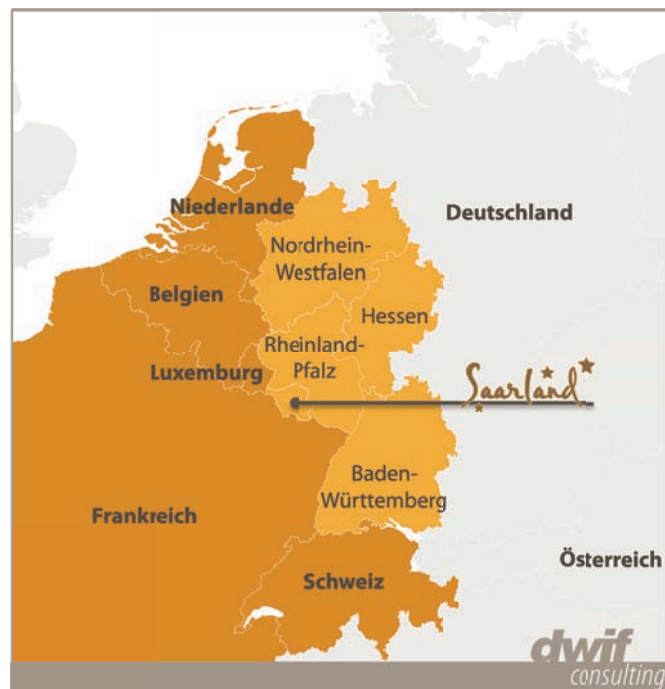 Niederlande
Deutschland
Nordrhein-
Westfalen
Belgien
Hessen
Rheinland-
Pfalz
Luxemburg
Saarland
Baden-
Württemberg
Frankreich
Österreich
Schweiz
dwif
consulting